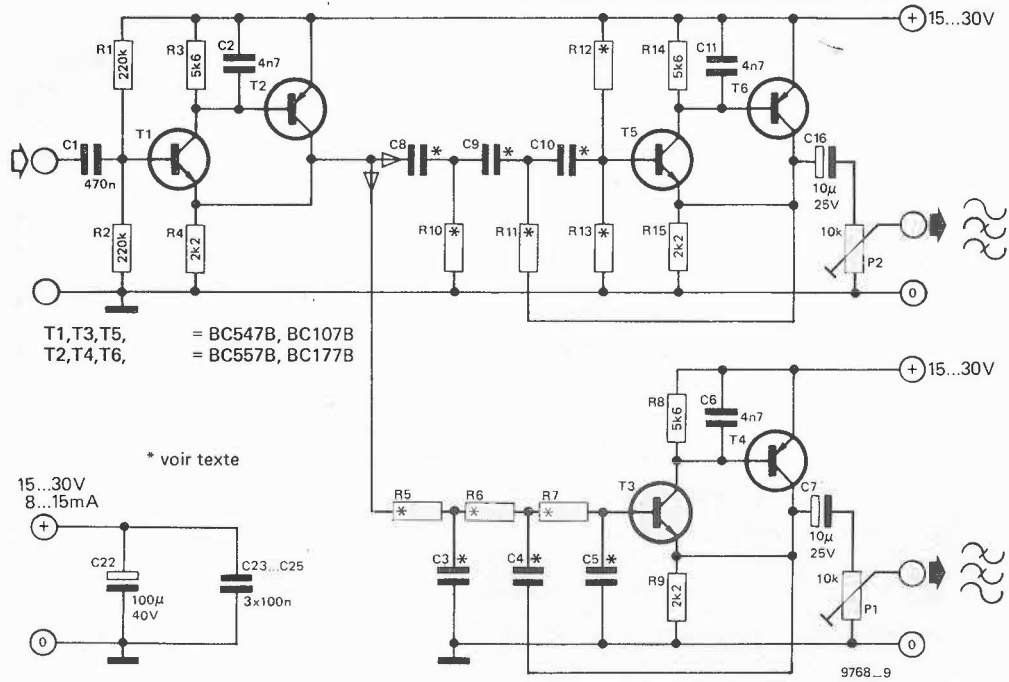 + 15...30V
R1
220k
R3
5k6
C2
4n7
T2
R12
*
R14
5k6
C11
4n7
T6
T1
C1
470n
C8
*
C9
*
C10
*
T5
C16
10µ
25V
R2
220k
R4
2k2
R10
*
R11
*
R13
*
R15
2k2
10k
P2
0
T1,T3,T5, = BC547B, BC107B
T2,T4,T6, = BC557B, BC177B
+ 15...30V
R8
5k6
C6
4n7
T4
* voir texte
15...30V
8...15mA
+
R5
*
R6
*
R7
*
T3
C7
10µ
25V
C22
100µ
40V
C23...C25
3x100n
C3
*
C4
*
C5
*
R9
2k2
10k
P1
0
0
9768_9